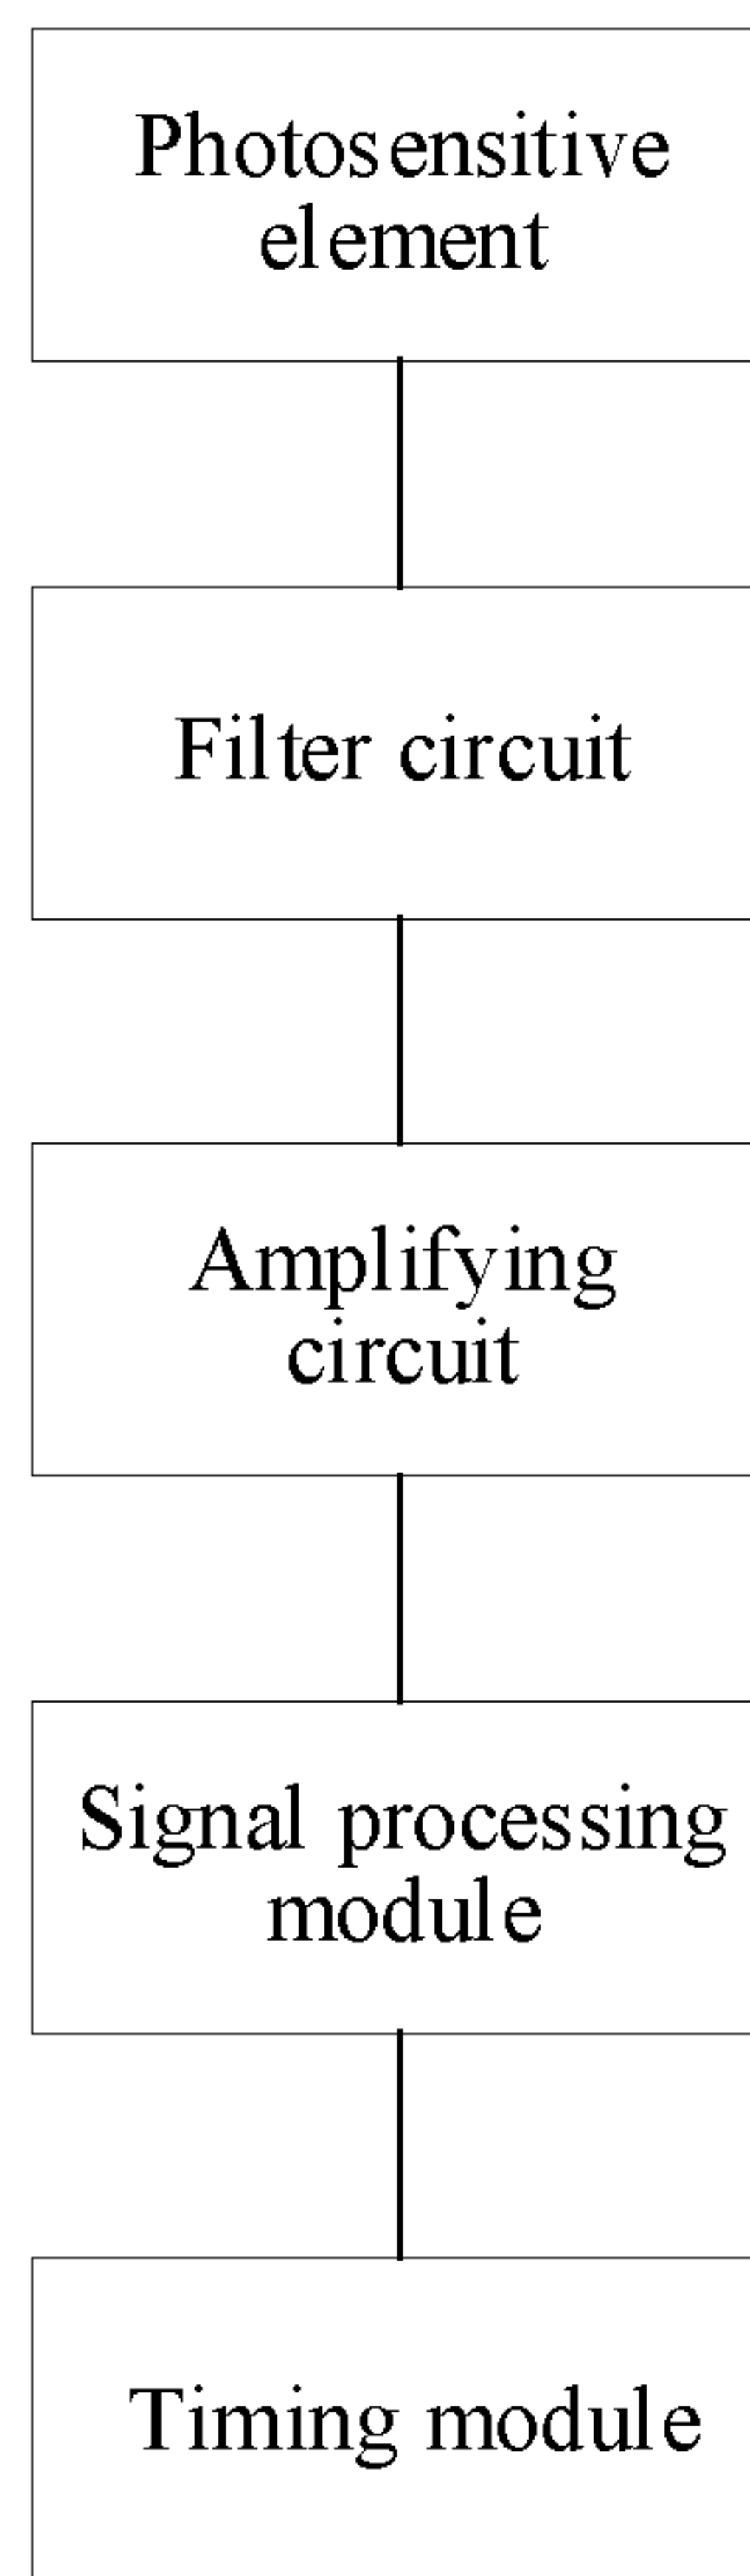 Photosensitive
element
Filter circuit
Amplifying
circuit
Signal processing
module
Timing module